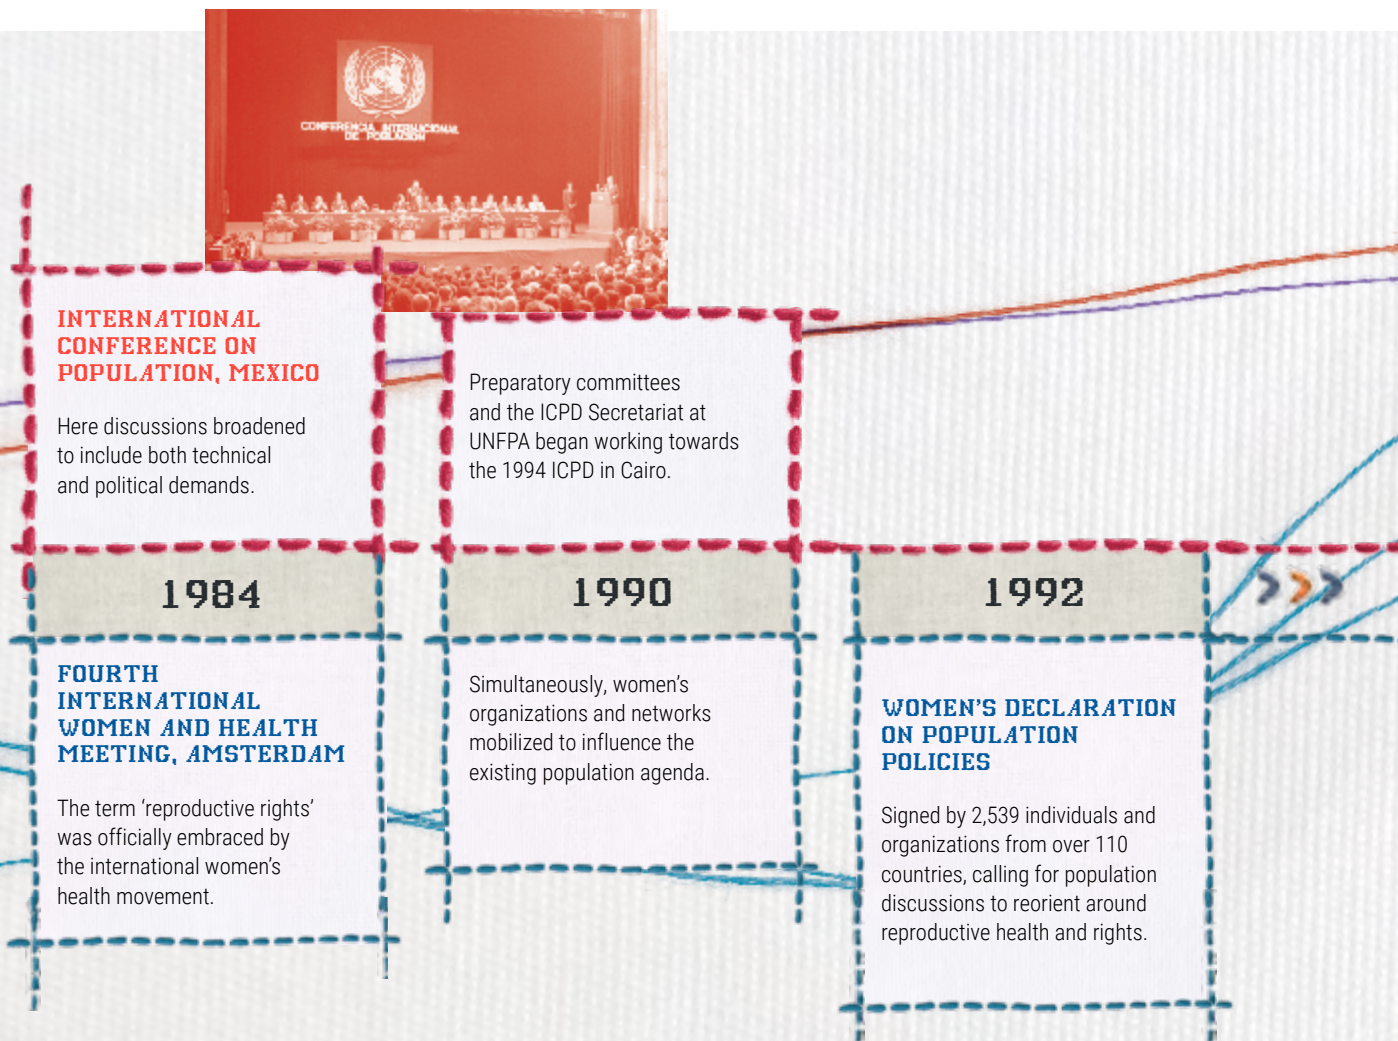 CONFERENCIA INTERNACIONAL
DE POBLACION
INTERNATIONAL
CONFERENCE ON
POPULATION, MEXICO
Here discussions broadened
to include both technical
and political demands.
Preparatory committees
and the ICPD Secretariat at
UNFPA began working towards
the 1994 ICPD in Cairo.
1984
1990
1992
FOURTH
INTERNATIONAL
WOMEN AND HEALTH
MEETING, AMSTERDAM
The term ‘reproductive rights’
was officially embraced by
the international women’s
health movement.
Simultaneously, women’s
organizations and networks
mobilized to influence the
existing population agenda.
WOMEN’S DECLARATION
ON POPULATION
POLICIES
Signed by 2,539 individuals and
organizations from over 110
countries, calling for population
discussions to reorient around
reproductive health and rights.